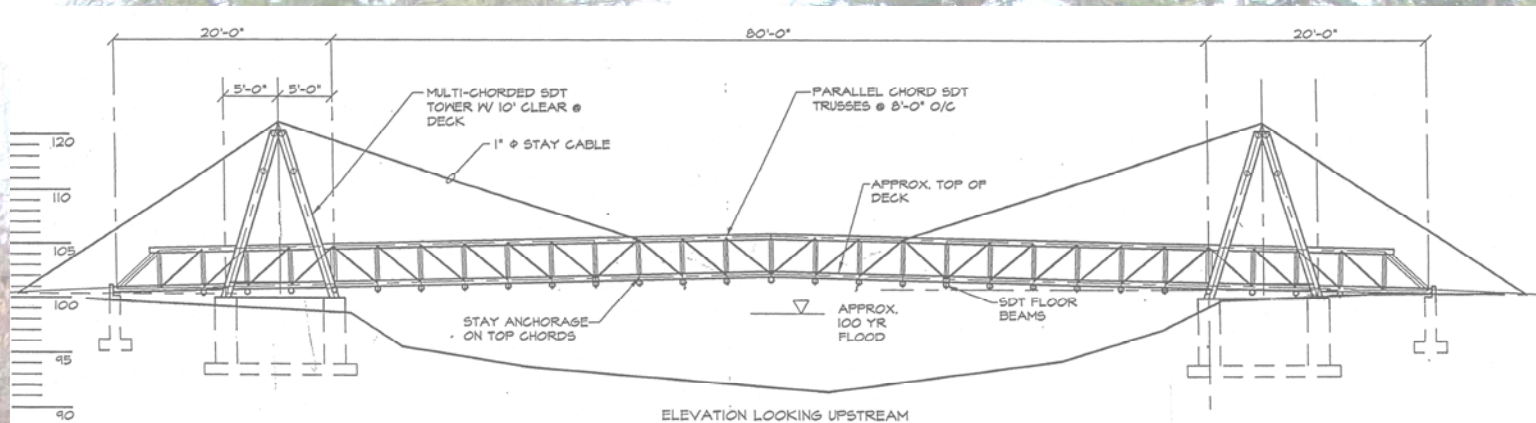 20'-0"
80'-0"
20'-0"
5'-0"
5'-0"
MULTI-CHORDED SDT
TOWER W/ 10' CLEAR @
DECK
PARALLEL CHORD SDT
TRUSSES @ 8'-0" O/C
120
1" Φ STAY CABLE
110
APPROX. TOP OF
DECK
105
100
STAY ANCHORAGE
ON TOP CHORDS
APPROX.
100 YR
FLOOD
SDT FLOOR
BEAMS
95
90
ELEVATION LOOKING UPSTREAM